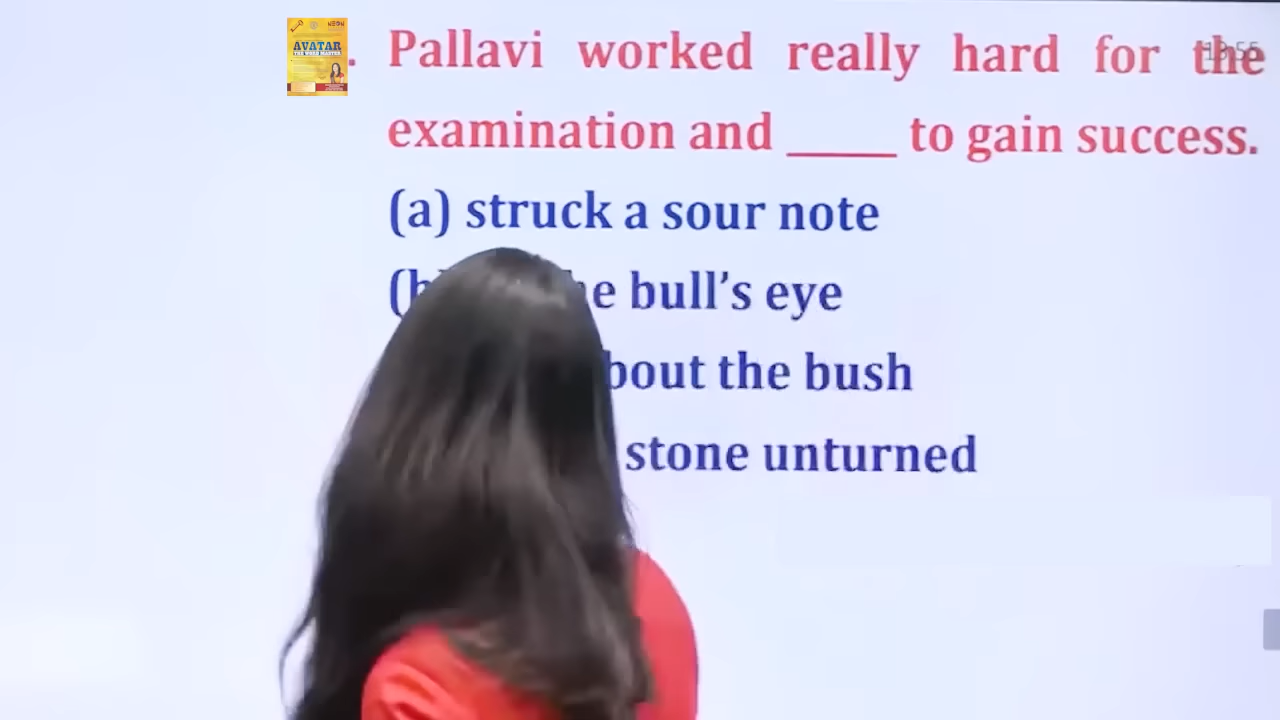 AVATAR
. Pallavi worked really hard for the
examination and _____ to gain success.
(a) struck a sour note
bull's eye
the bush
stone unturned